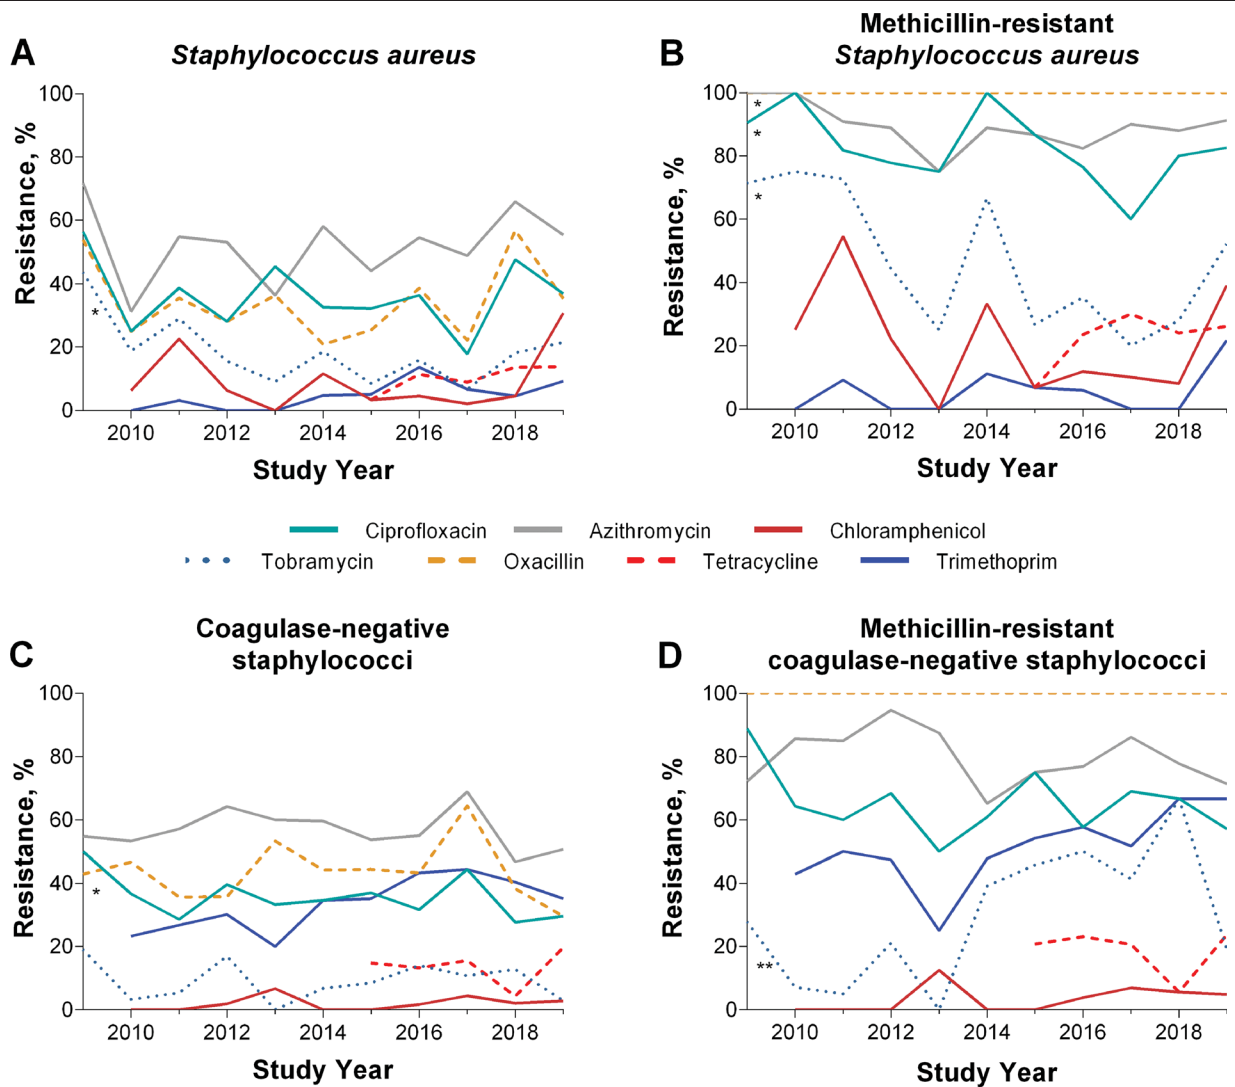 A
Staphylococcus aureus
100
80
60
40
20
0
Resistance, %
*
2010
2012
2014
2016
2018
Study Year
B
Methicillin-resistant
Staphylococcus aureus
100
80
60
40
20
0
Resistance, %
*
*
*
2010
2012
2014
2016
2018
Study Year
Ciprofloxacin
Azithromycin
Chloramphenicol
Tobramycin
Oxacillin
Tetracycline
Trimethoprim
C
Coagulase-negative
staphylococci
100
80
60
40
20
0
Resistance, %
*
2010
2012
2014
2016
2018
Study Year
D
Methicillin-resistant
coagulase-negative staphylococci
100
80
60
40
20
0
Resistance, %
**
2010
2012
2014
2016
2018
Study Year